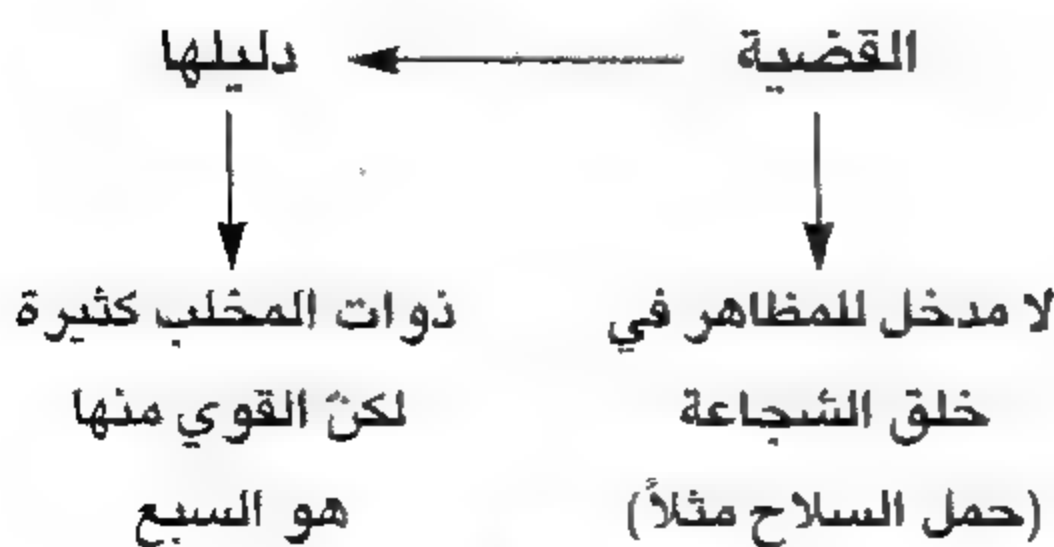 القضية
دليلها
لا مدخل للمظاهر في
خلق الشجاعة
(حمل السلاح مثلاً)
ذوات المخلب كثيرة
لكنّ القوي منها
هو السبع